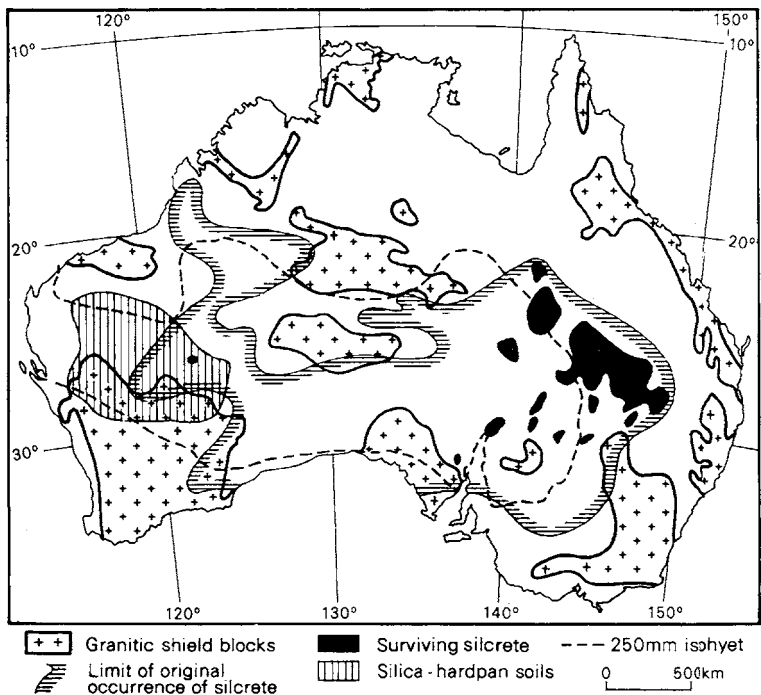 120°
150°
10°
10°
20°
20°
30°
120°
130°
140°
150°
Granitic shield blocks
Surviving silcrete
250mm isohyet
Limit of original
occurrence of silcrete
Silica-hardpan soils
0 500km